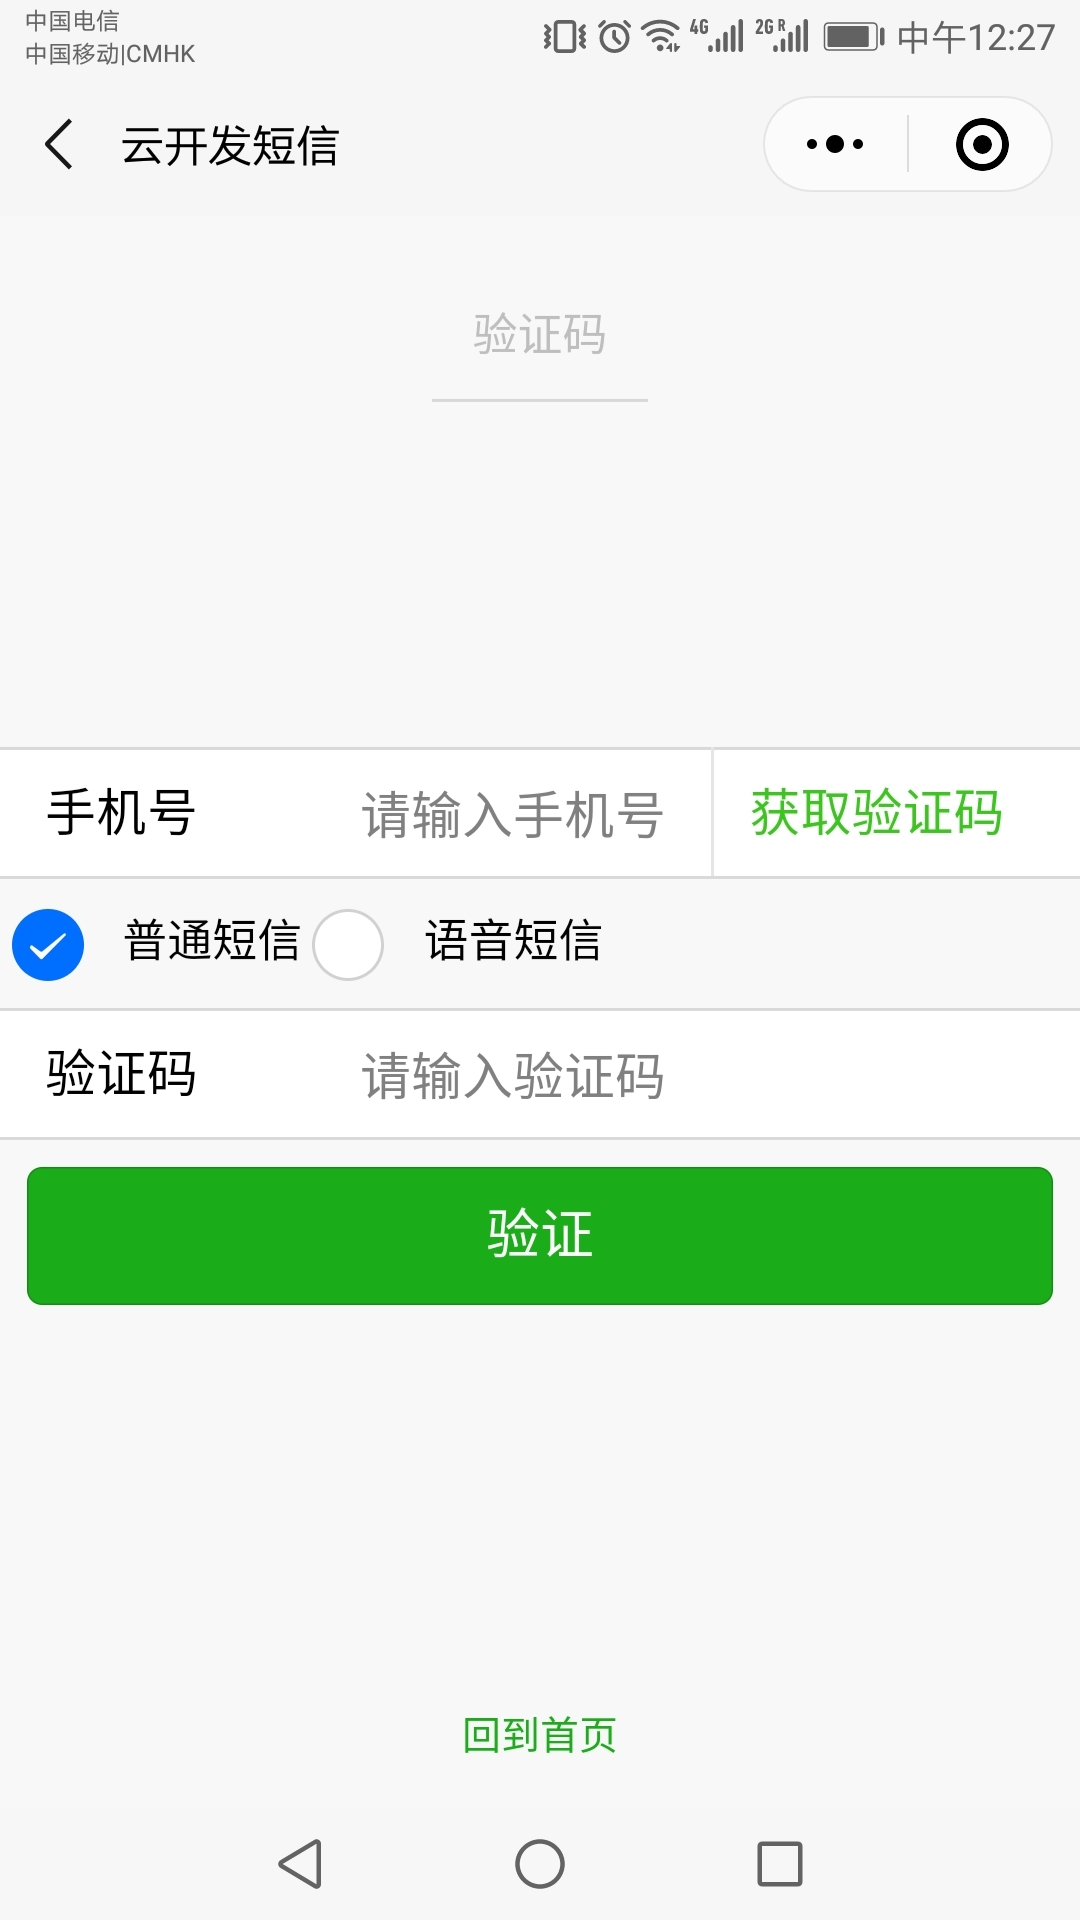 中国电信
中国移动|CMHK
4G 2G R 中午12:27
云开发短信
验证码
手机号 请输入手机号 获取验证码
普通短信 语音短信
验证码 请输入验证码
验证
回到首页